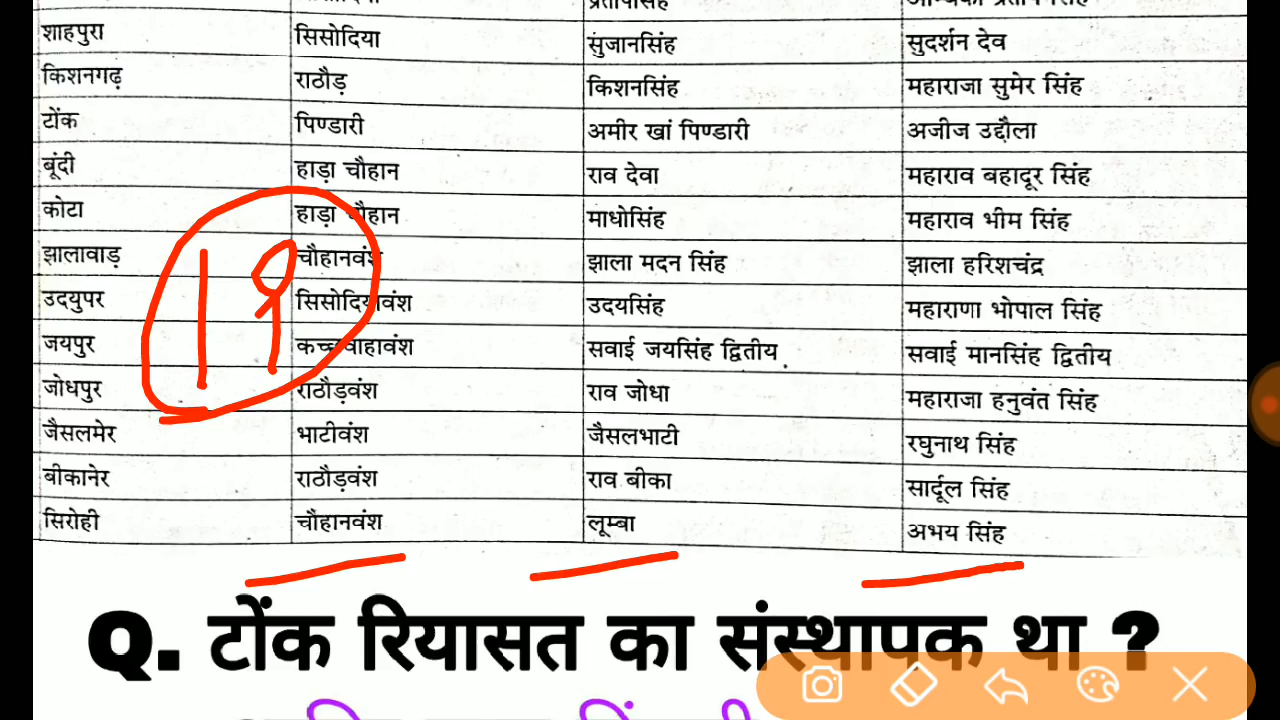 शाहपुरा सिसोदिया सुंजानसिंह सुदर्शन देव
किशनगढ़ राठौड़ किशनसिंह महाराजा सुमेर सिंह
टोंक पिण्डारी अमीर खां पिण्डारी अजीज उद्दौला
बूंदी हाड़ा चौहान राव देवा महाराव बहादूर सिंह
कोटा हाड़ा चौहान माधोसिंह महाराव भीम सिंह
झालावाड़ चौहानवंश झाला मदन सिंह झाला हरिशचंद्र
उदयुपर सिसोदियावंश उदयसिंह महाराणा भोपाल सिंह
जयपुर कच्छवाहावंश सवाई जयसिंह द्वितीय सवाई मानसिंह द्वितीय
जोधपुर राठौड़वंश राव जोधा महाराजा हनुवंत सिंह
जैसलमेर भाटीवंश जैसलभाटी रघुनाथ सिंह
बीकानेर राठौड़वंश राव बीका सार्दूल सिंह
सिरोही चौहानवंश लूम्बा अभय सिंह
19
Q. टोंक रियासत का संस्थापक था ?